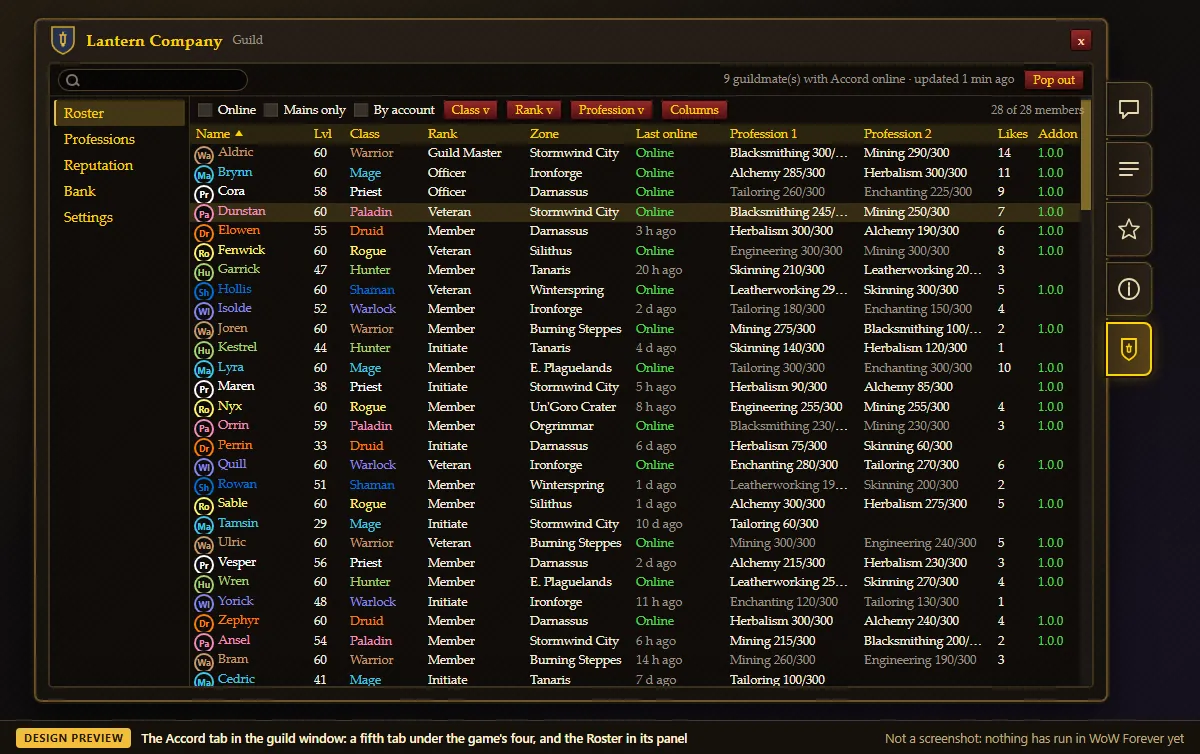 Lantern Company Guild
x
9 guildmate(s) with Accord online · updated 1 min ago Pop out
Roster
Professions
Reputation
Bank
Settings
Online Mains only By account Class v Rank v Profession v Columns 28 of 28 members
Name Lvl Class Rank Zone Last online Profession 1 Profession 2 Likes Addon
Wa Aldric 60 Warrior Guild Master Stormwind City Online Blacksmithing 300/... Mining 290/300 14 1.0.0
Ma Brynn 60 Mage Officer Ironforge Online Alchemy 285/300 Herbalism 300/300 11 1.0.0
Pr Cora 58 Priest Officer Darnassus Online Tailoring 260/300 Enchanting 225/300 9 1.0.0
Pa Dunstan 60 Paladin Veteran Stormwind City Online Blacksmithing 245/... Mining 250/300 7 1.0.0
Dr Elowen 55 Druid Member Darnassus 3 h ago Herbalism 300/300 Alchemy 190/300 6 1.0.0
Ro Fenwick 60 Rogue Veteran Silithus Online Engineering 300/300 Mining 300/300 8 1.0.0
Hu Garrick 47 Hunter Member Tanaris 20 h ago Skinning 210/300 Leatherworking 20... 3
Sh Hollis 60 Shaman Veteran Winterspring Online Leatherworking 29... Skinning 300/300 5 1.0.0
Wl Isolde 52 Warlock Member Ironforge 2 d ago Tailoring 180/300 Enchanting 150/300 4
Wa Joren 60 Warrior Member Burning Steppes Online Mining 275/300 Blacksmithing 100/... 2 1.0.0
Hu Kestrel 44 Hunter Initiate Tanaris 4 d ago Skinning 140/300 Herbalism 120/300 1
Ma Lyra 60 Mage Member E. Plaguelands Online Tailoring 300/300 Enchanting 300/300 10 1.0.0
Pr Maren 38 Priest Initiate Stormwind City 5 h ago Herbalism 90/300 Alchemy 85/300 1.0.0
Ro Nyx 60 Rogue Member Un'Goro Crater 8 h ago Engineering 255/300 Mining 255/300 4 1.0.0
Pa Orrin 59 Paladin Member Orgrimmar Online Blacksmithing 230/... Mining 230/300 3 1.0.0
Dr Perrin 33 Druid Initiate Darnassus 6 d ago Herbalism 75/300 Skinning 60/300
Wl Quill 60 Warlock Veteran Ironforge Online Enchanting 280/300 Tailoring 270/300 6 1.0.0
Sh Rowan 51 Shaman Member Winterspring 1 d ago Leatherworking 19... Skinning 200/300 2
Ro Sable 60 Rogue Member Silithus 1 d ago Alchemy 300/300 Herbalism 275/300 5 1.0.0
Ma Tamsin 29 Mage Initiate Stormwind City 10 d ago Tailoring 60/300
Wa Ulric 60 Warrior Veteran Burning Steppes Online Mining 300/300 Engineering 240/300 5 1.0.0
Pr Vesper 56 Priest Member Darnassus 2 d ago Alchemy 215/300 Herbalism 230/300 3 1.0.0
Hu Wren 60 Hunter Member E. Plaguelands Online Leatherworking 25... Skinning 270/300 4 1.0.0
Wl Yorick 48 Warlock Initiate Ironforge 11 h ago Enchanting 120/300 Tailoring 130/300 1
Dr Zephyr 60 Druid Member Darnassus Online Herbalism 300/300 Alchemy 240/300 4 1.0.0
Pa Ansel 54 Paladin Member Stormwind City 6 h ago Mining 215/300 Blacksmithing 200/... 2 1.0.0
Wa Bram 60 Warrior Member Burning Steppes 14 h ago Mining 260/300 Engineering 190/300 3
Ma Cedric 41 Mage Initiate Tanaris 7 d ago Tailoring 100/300
DESIGN PREVIEW The Accord tab in the guild window: a fifth tab under the game's four, and the Roster in its panel Not a screenshot: nothing has run in WoW Forever yet